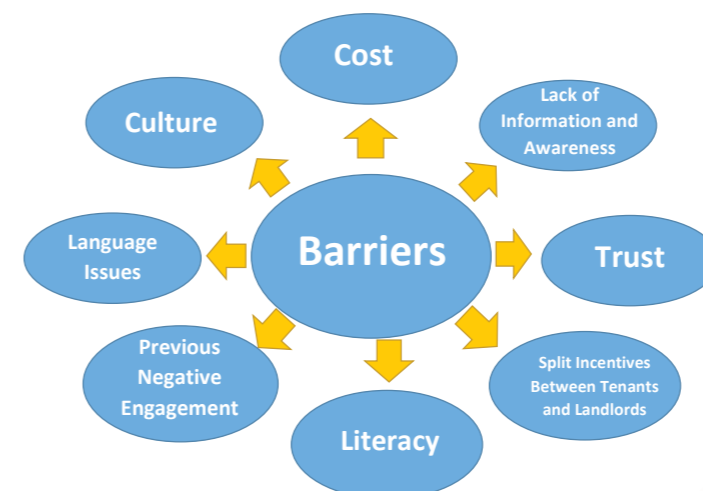 Cost
Culture
Lack of
Information and
Awareness
Barriers
Language
Issues
Trust
Previous
Negative
Engagement
Split Incentives
Between Tenants
and Landlords
Literacy